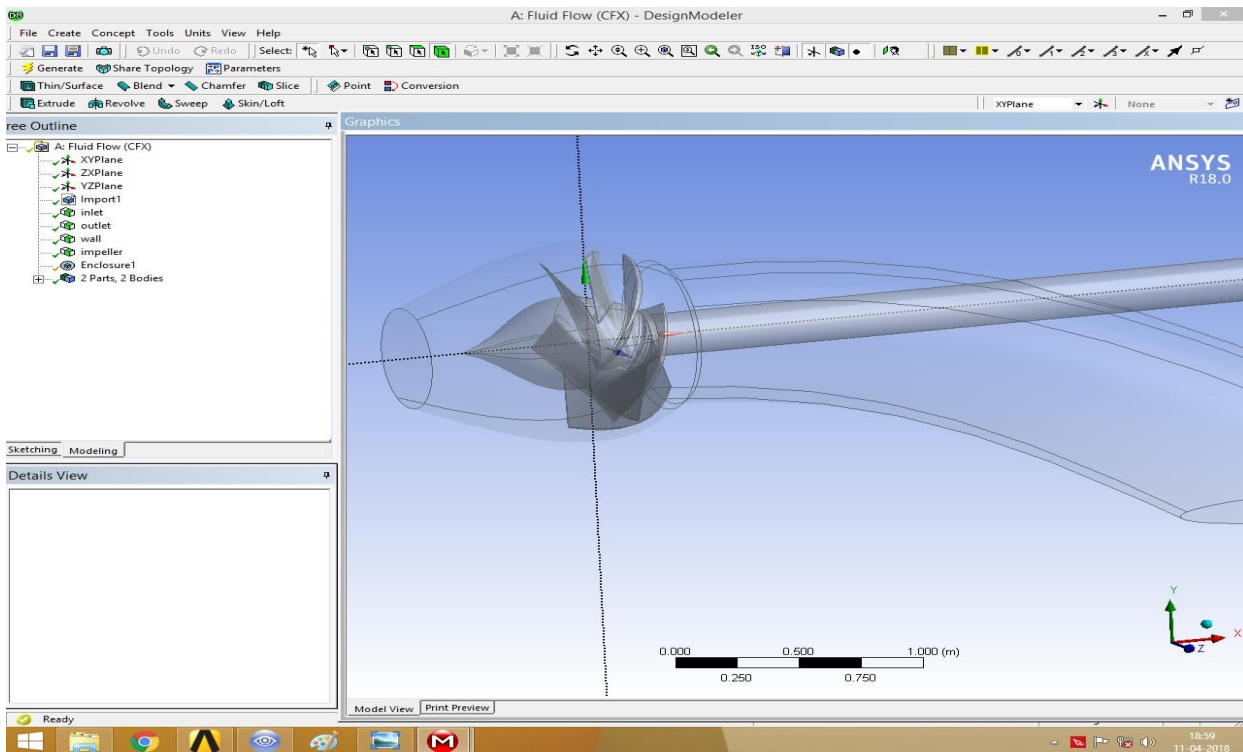 A: Fluid Flow (CFX) - DesignModeler
File Create Concept Tools Units View Help
Undo Redo Select:
Generate Share Topology Parameters
Thin/Surface Blend Chamfer Slice Point Conversion
Extrude Revolve Sweep Skin/Loft XYPlane None
ree Outline
A: Fluid Flow (CFX)
XYPlane
ZXPlane
YZPlane
Import1
inlet
outlet
wall
impeller
Enclosure1
2 Parts, 2 Bodies
Sketching Modeling
Details View
Graphics
ANSYS
R18.0
Y
X
Z
0.000 0.500 1.000 (m)
0.250 0.750
Model View Print Preview
Ready
18:59
11-04-2018